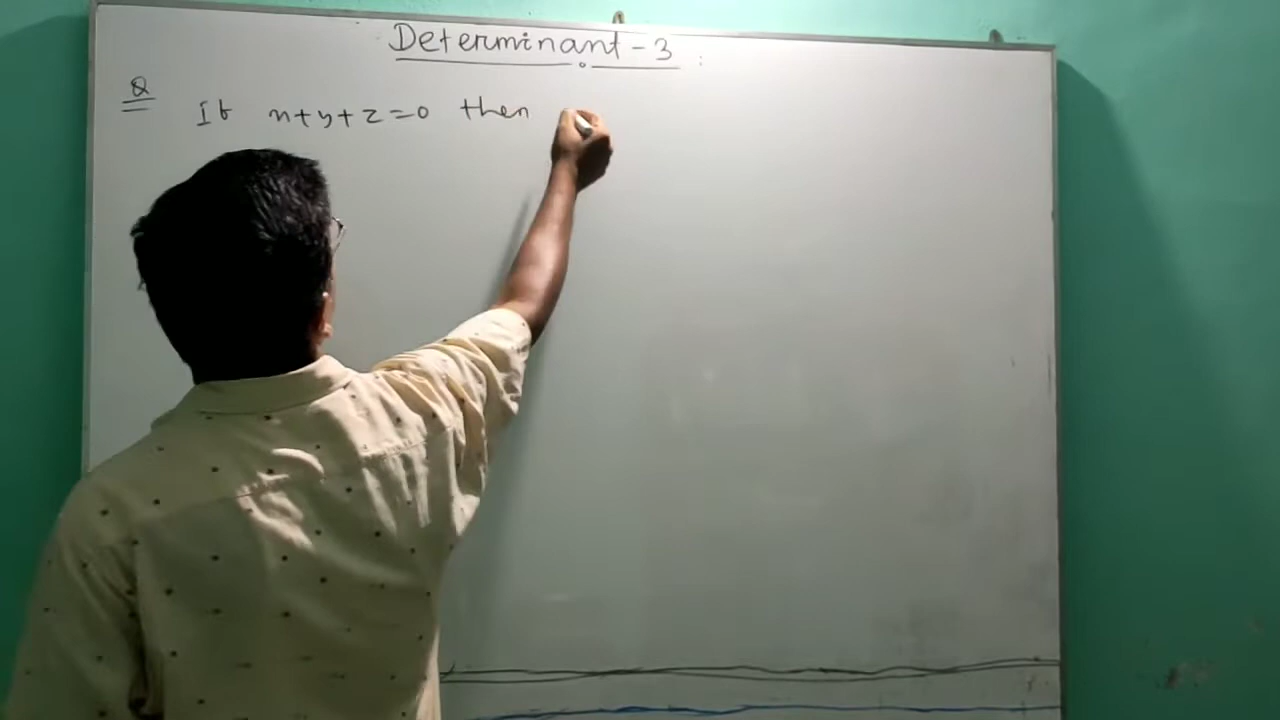 Determinant - 3 :
Q If x+y+z=0 then